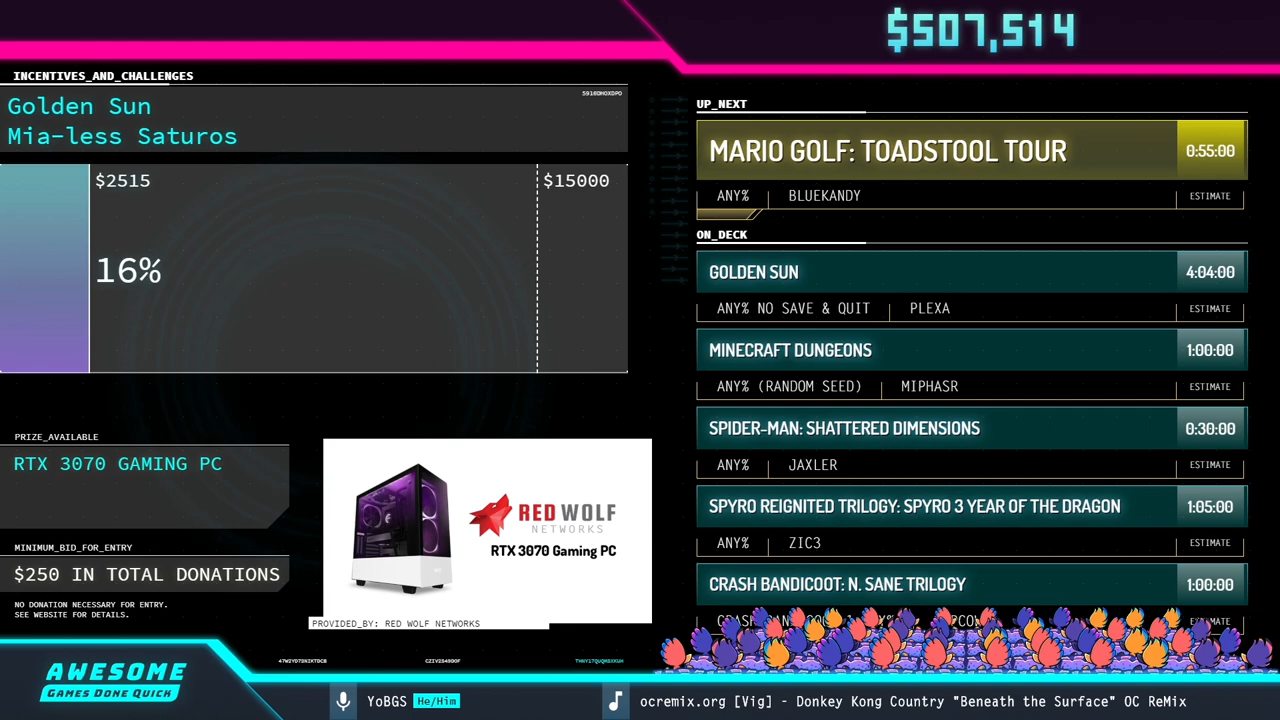 $507,514
INCENTIVES_AND_CHALLENGES
Golden Sun
Mia-less Saturos
$2515
$15000
16%
PRIZE_AVAILABLE
RTX 3070 GAMING PC
MINIMUM_BID_FOR_ENTRY
$250 IN TOTAL DONATIONS
NO DONATION NECESSARY FOR ENTRY.
SEE WEBSITE FOR DETAILS.
RED WOLF
NETWORKS
RTX 3070 Gaming PC
PROVIDED_BY: RED WOLF NETWORKS
UP_NEXT
MARIO GOLF: TOADSTOOL TOUR 0:55:00
ANY% BLUEKANDY ESTIMATE
ON_DECK
GOLDEN SUN 4:04:00
ANY% NO SAVE & QUIT PLEXA ESTIMATE
MINECRAFT DUNGEONS 1:00:00
ANY% (RANDOM SEED) MIPHASR ESTIMATE
SPIDER-MAN: SHATTERED DIMENSIONS 0:30:00
ANY% JAXLER ESTIMATE
SPYRO REIGNITED TRILOGY: SPYRO 3 YEAR OF THE DRAGON 1:05:00
ANY% ZIC3 ESTIMATE
CRASH BANDICOOT: N. SANE TRILOGY 1:00:00
AWESOME
GAMES DONE QUICK
YoBGS He/Him
ocremix.org [Vig] - Donkey Kong Country "Beneath the Surface" OC ReMix